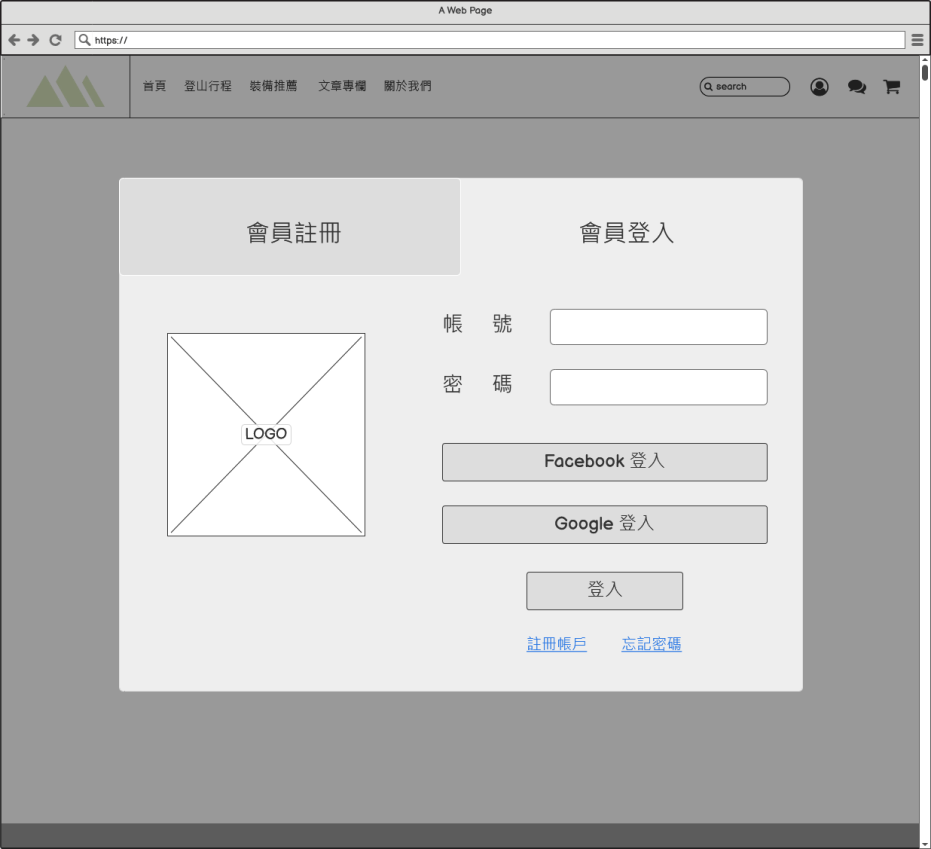 A Web Page
https://
首頁 登山行程 裝備推薦 文章專欄 關於我們 search
會員註冊 會員登入
帳 號
密 碼
LOGO
Facebook 登入
Google 登入
登入
註冊帳戶 忘記密碼